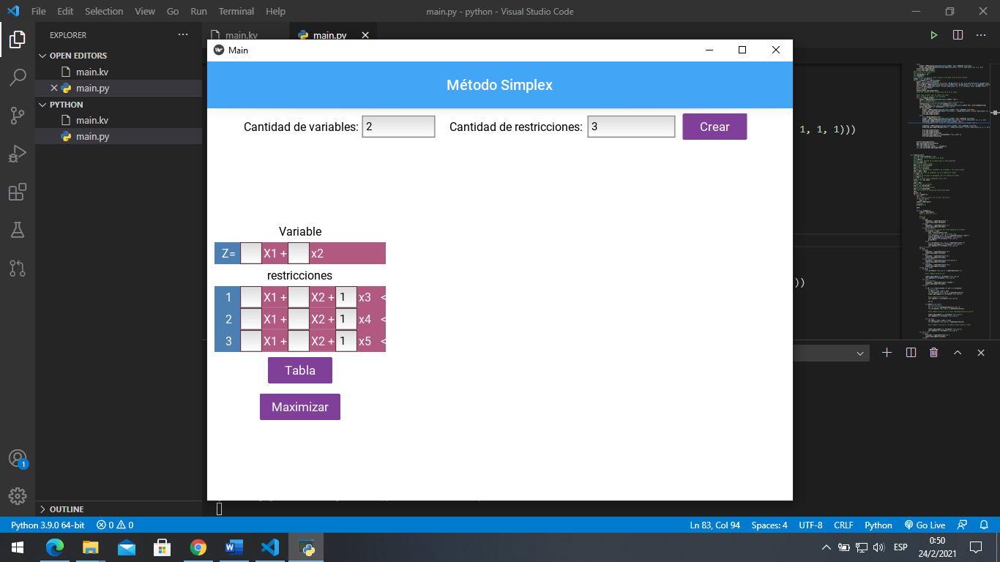 File Edit Selection View Go Run Terminal Help
main.py - python - Visual Studio Code
EXPLORER
OPEN EDITORS
main.kv
main.py
PYTHON
main.kv
main.py
OUTLINE
main.kv
main.py
Main
Método Simplex
Cantidad de variables: 2 Cantidad de restricciones: 3 Crear
1, 1, 1)))
Variable
Z= X1 + x2
restricciones
1 X1 + X2 + 1 x3 <
2 X1 + X2 + 1 x4 <
3 X1 + X2 + 1 x5 <
Tabla
Maximizar
))
1
Python 3.9.0 64-bit 0 0 Ln 83, Col 94 Spaces: 4 UTF-8 CRLF Python Go Live
ESP
0:50
24/2/2021